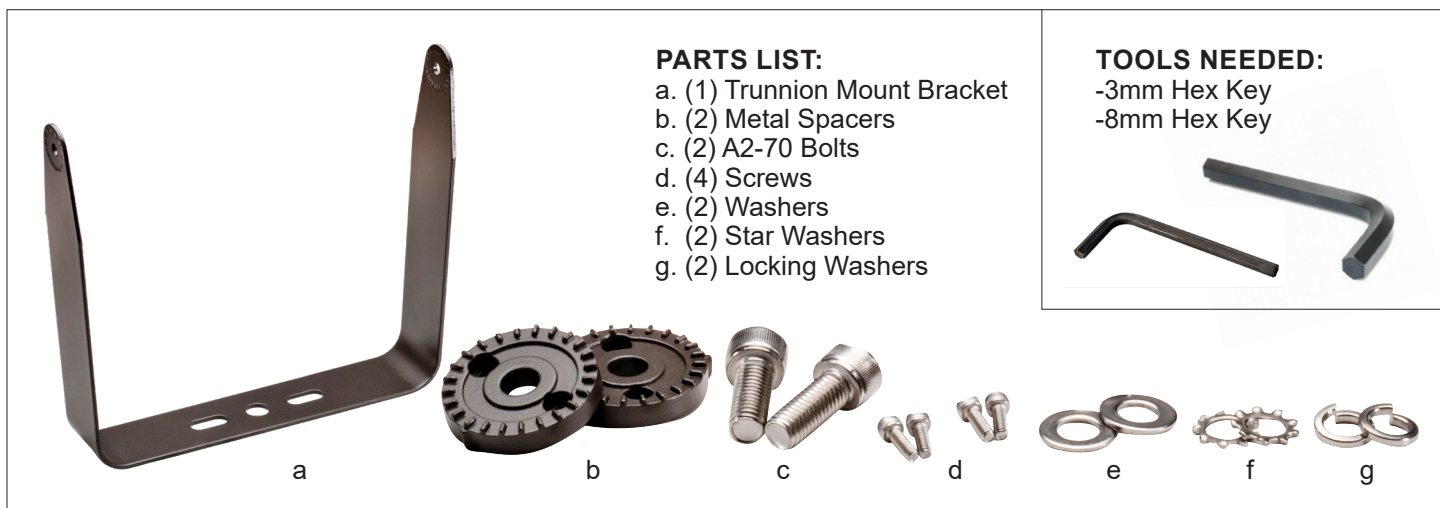 PARTS LIST:
a. (1) Trunnion Mount Bracket
b. (2) Metal Spacers
c. (2) A2-70 Bolts
d. (4) Screws
e. (2) Washers
f. (2) Star Washers
g. (2) Locking Washers
TOOLS NEEDED:
-3mm Hex Key
-8mm Hex Key
a b c d e f g